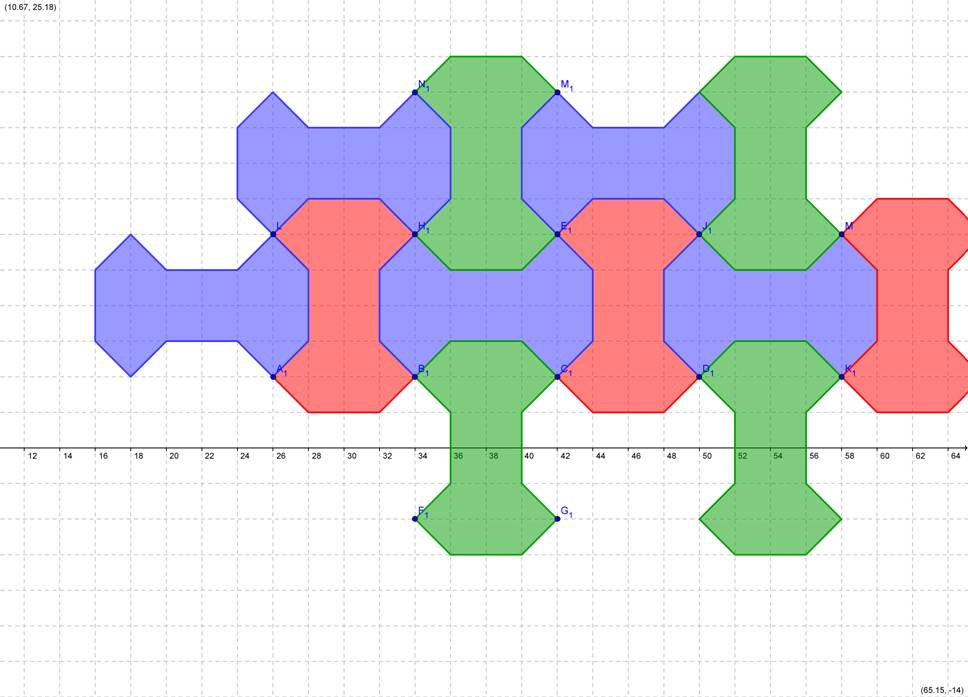 (10.67, 25.18)
N₁ M₁
L H₁ E₁ J₁ M
A₁ B₁ C₁ D₁ K₁
12 14 16 18 20 22 24 26 28 30 32 34 36 38 40 42 44 46 48 50 52 54 56 58 60 62 64
F₁ G₁
(65.15, -14)